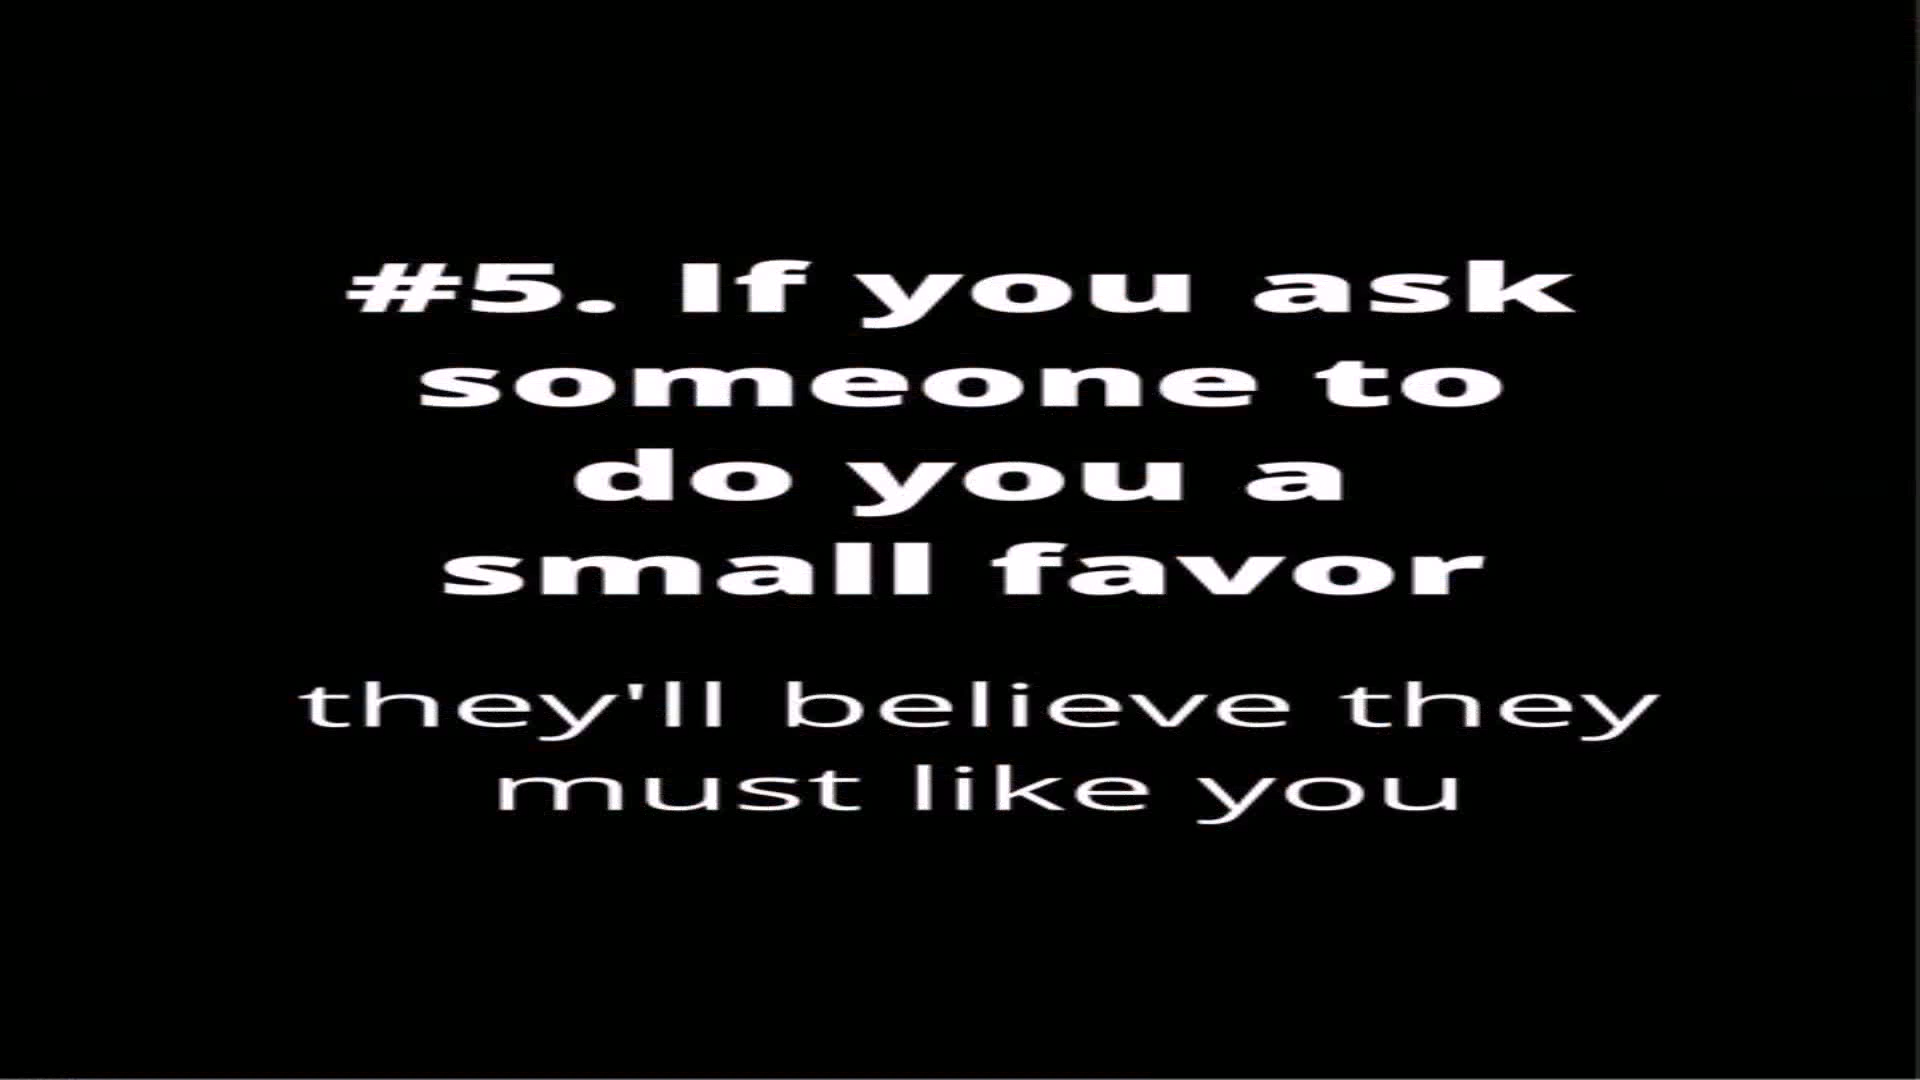 #5. If you ask
someone to
do you a
small favor
they'll believe they
must like you